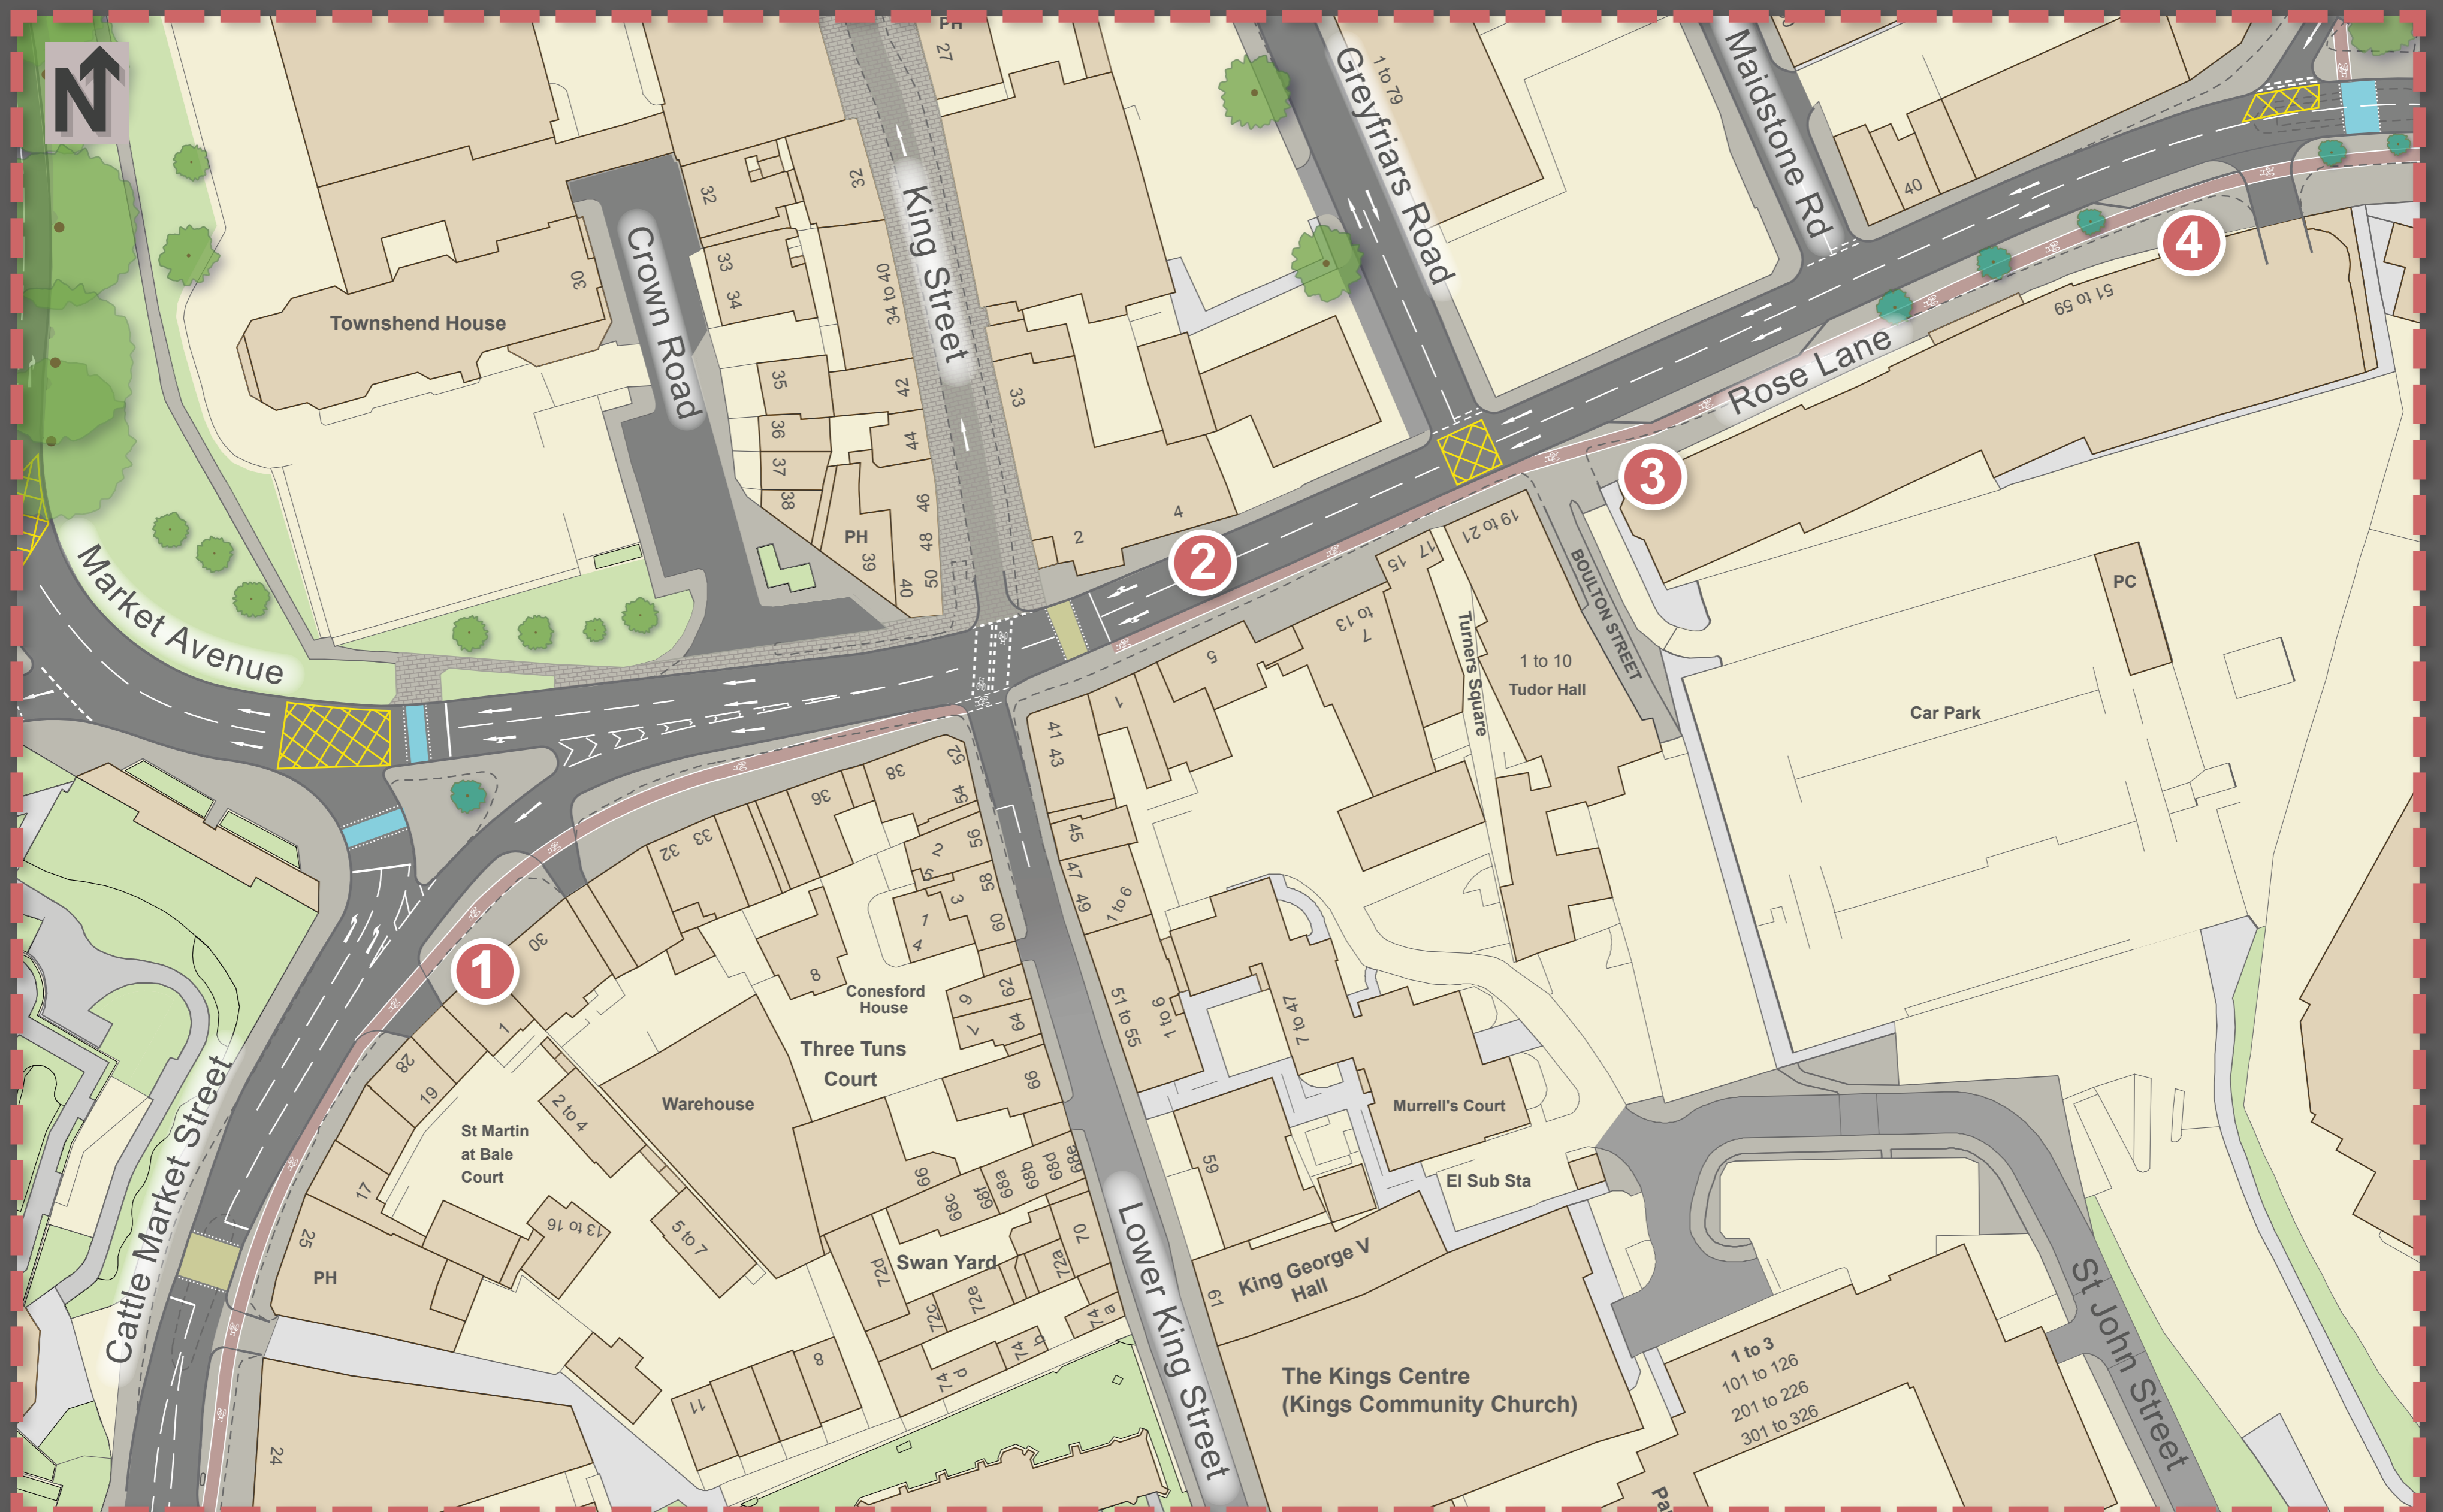 N
PH
27
1 to 79
Greyfriars Road
Maidstone Rd
40
32
32
King Street
Crown Road
30
33
34
34 to 40
Townshend House
4
51 to 59
Rose Lane
35
42
33
36
44
37
38
46
3
2
4
19 to 21
PH
39
48
40
50
2
17
15
BOULTON STREET
PC
Market Avenue
7
to 13
Turners Square
1 to 10
Tudor Hall
5
1
Car Park
41
43
52
38
54
36
33
32
56
45
2
5
58
47
49
1 to 6
3
1
4
60
30
1
8
Conesford
House
62
6
7
64
51 to 55
1 to 6
7 to 47
1
28
19
Three Tuns
Court
66
Warehouse
2 to 4
Murrell's Court
St Martin
at Bale
Court
Cattle Market Street
17
25
PH
13 to 16
5 to 7
66
68c
68f
68a
68b
68d
68e
59
El Sub Sta
Lower King Street
70
72a
Swan Yard
72d
72e
72c
74
a
74
b
74
d
King George V
Hall
61
St John Street
8
11
24
The Kings Centre
(Kings Community Church)
1 to 3
101 to 126
201 to 226
301 to 326